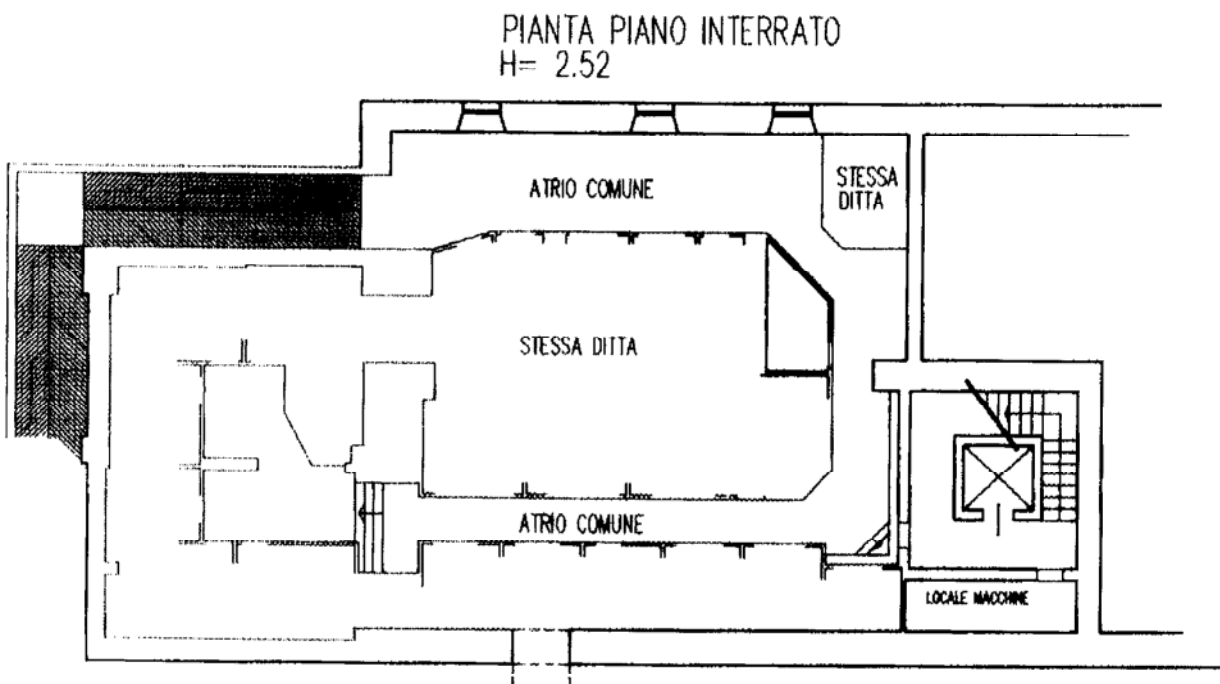 PIANTA PIANO INTERRATO
H= 2.52
ATRIO COMUNE
STESSA
DITTA
STESSA DITTA
ATRIO COMUNE
LOCALE MACCHINE